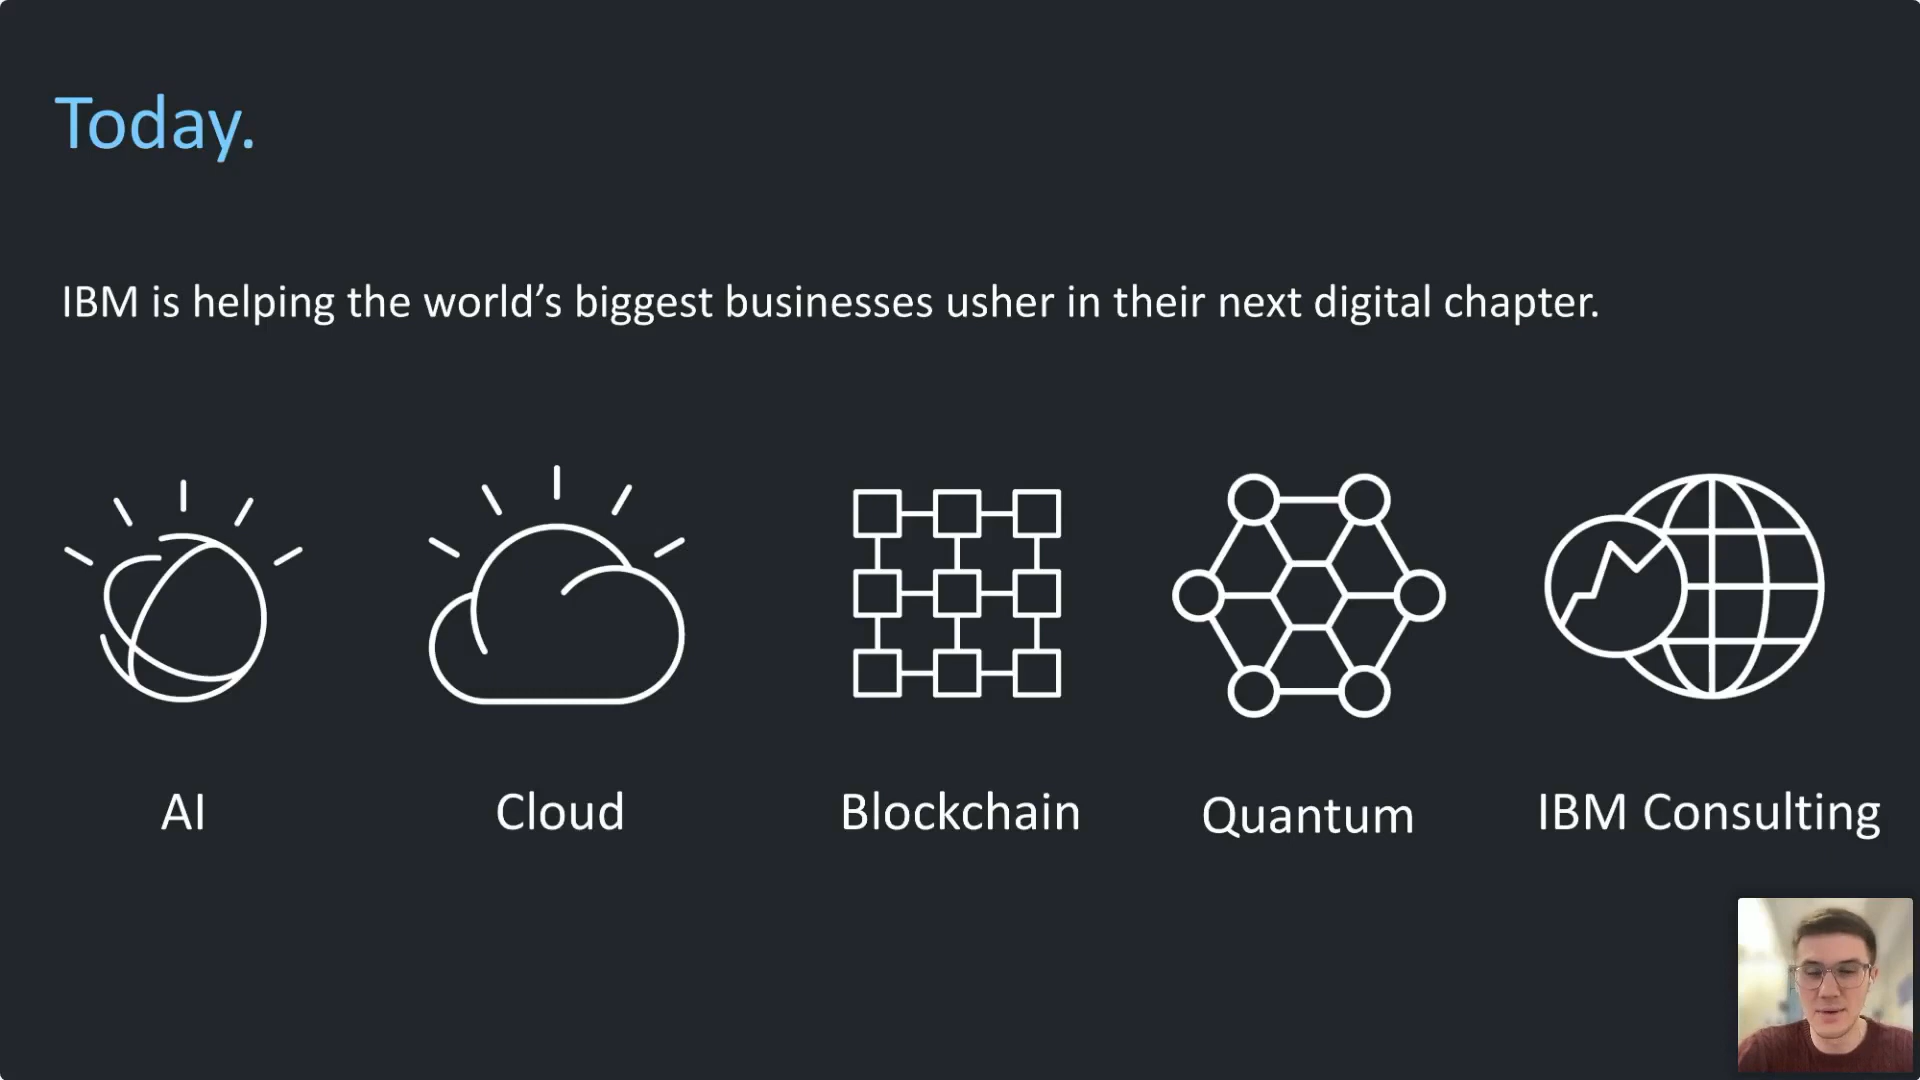 Today.
IBM is helping the world’s biggest businesses usher in their next digital chapter.
AI
Cloud
Blockchain
Quantum
IBM Consulting